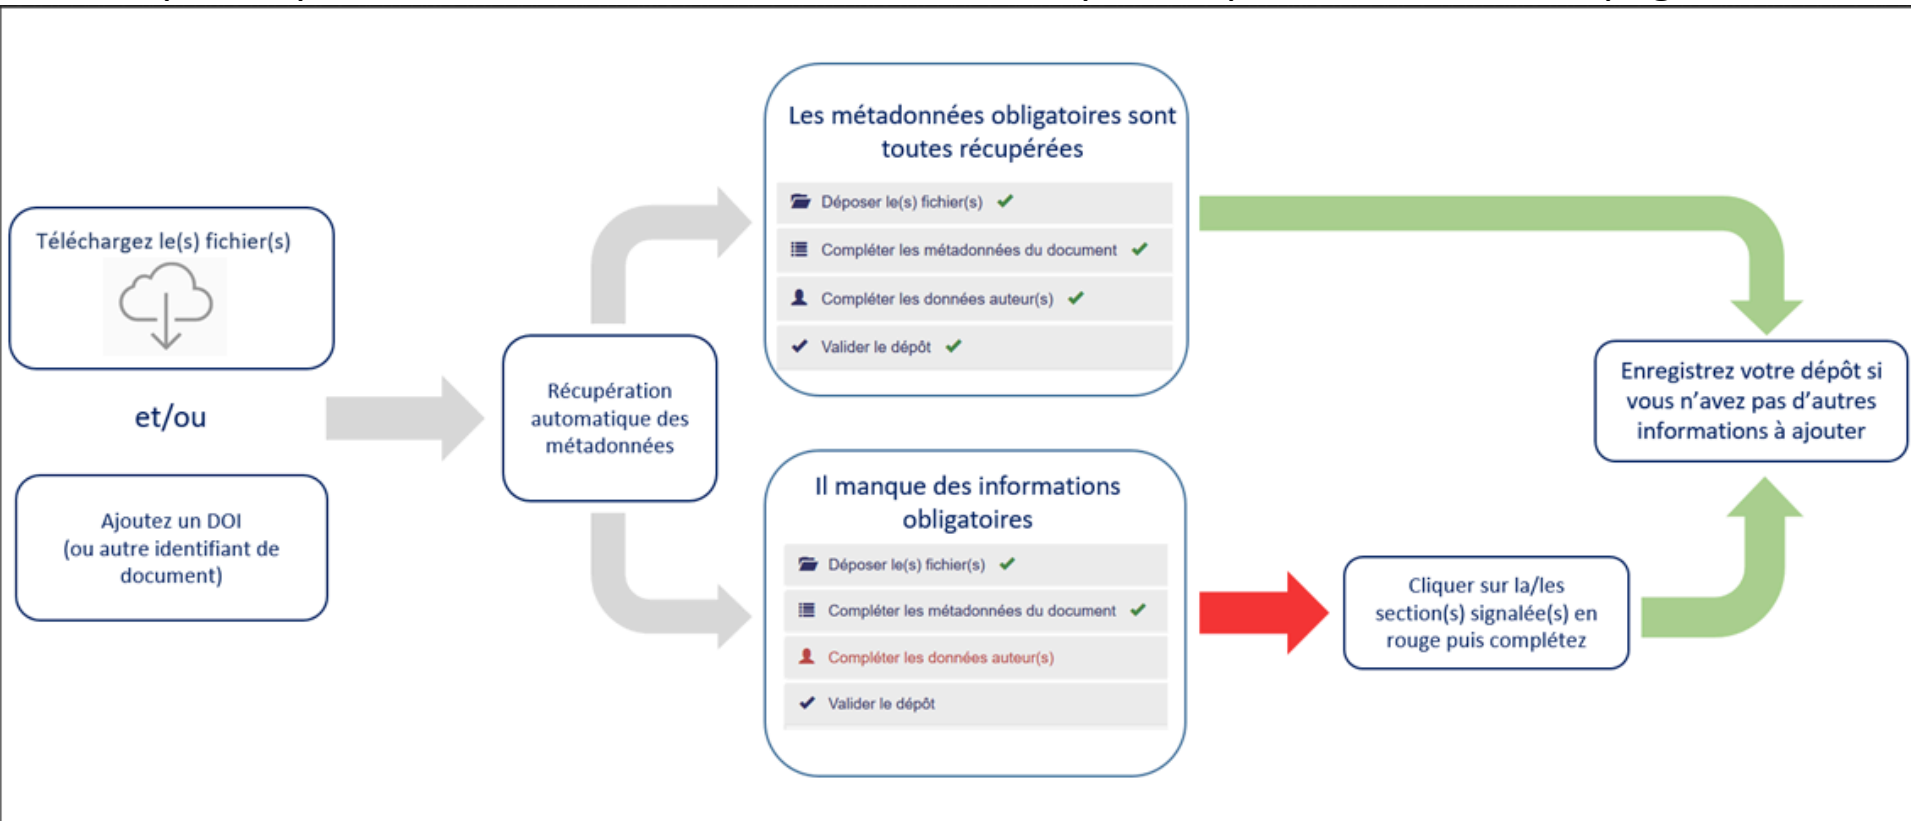 Téléchargez le(s) fichier(s)
et/ou
Ajoutez un DOI
(ou autre identifiant de
document)
Récupération
automatique des
métadonnées
Les métadonnées obligatoires sont
toutes récupérées
Déposer le(s) fichier(s)
Compléter les métadonnées du document
Compléter les données auteur(s)
Valider le dépôt
Il manque des informations
obligatoires
Déposer le(s) fichier(s)
Compléter les métadonnées du document
Compléter les données auteur(s)
Valider le dépôt
Cliquer sur la/les
section(s) signalée(s) en
rouge puis complétez
Enregistrez votre dépôt si
vous n’avez pas d’autres
informations à ajouter